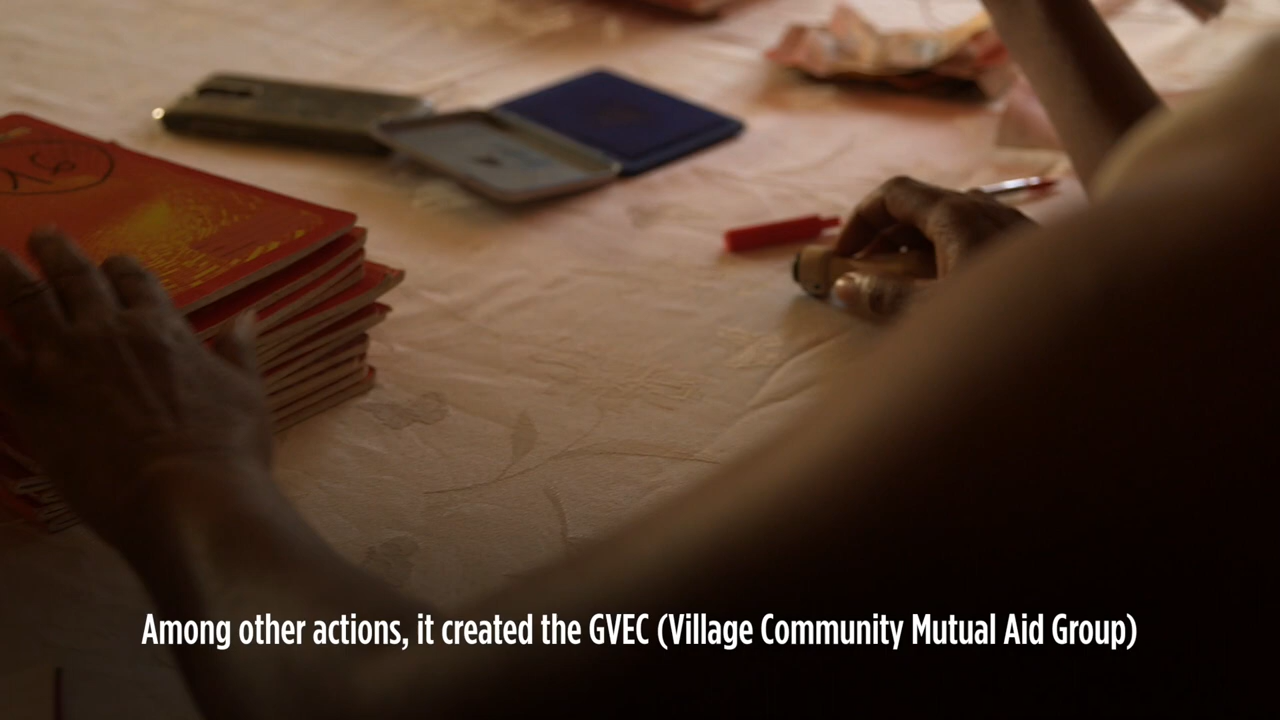 Among other actions, it created the GVEC (Village Community Mutual Aid Group)